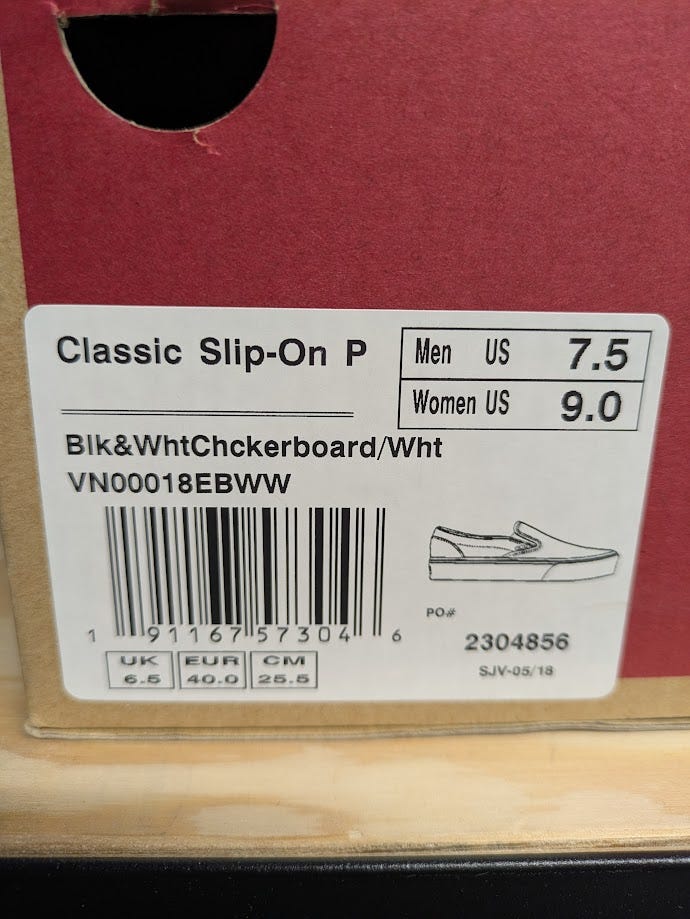 Classic Slip-On P
Men US 7.5
Women US 9.0
Blk&WhtChckerboard/Wht
VN00018EBWW
1 91167 57304 6
PO#
2304856
SJV-05/18
UK EUR CM
6.5 40.0 25.5